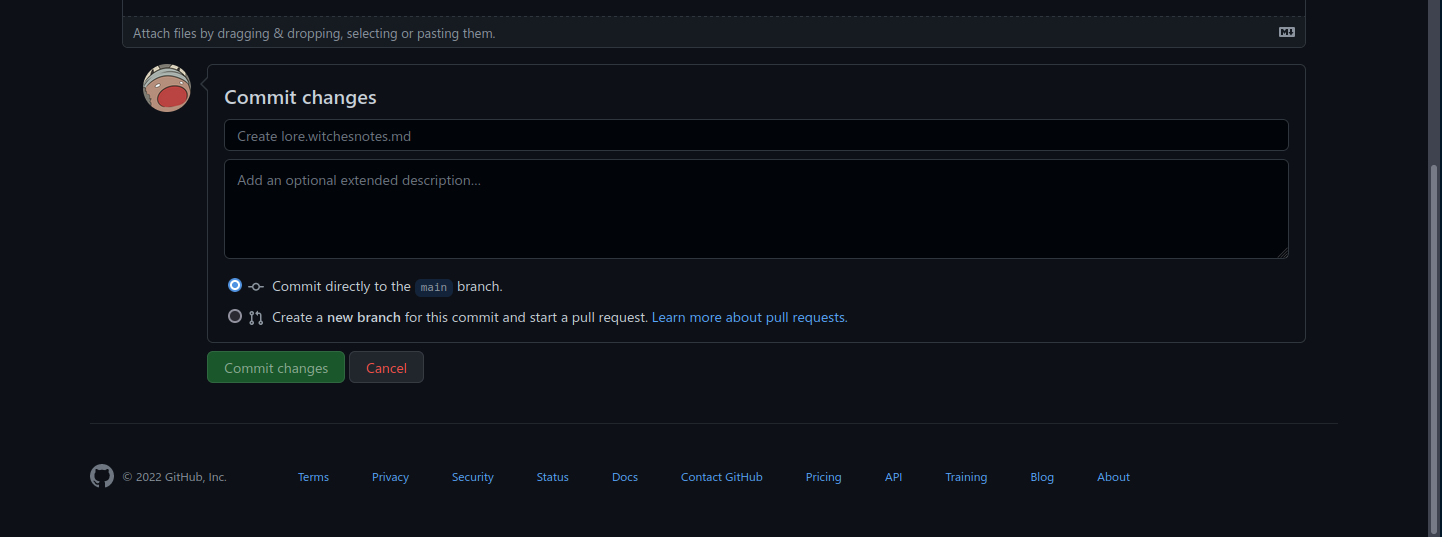 Attach files by dragging & dropping, selecting or pasting them.
Commit changes
Create lore.witchesnotes.md
Add an optional extended description…
Commit directly to the main branch.
Create a new branch for this commit and start a pull request. Learn more about pull requests.
Commit changes Cancel
© 2022 GitHub, Inc. Terms Privacy Security Status Docs Contact GitHub Pricing API Training Blog About